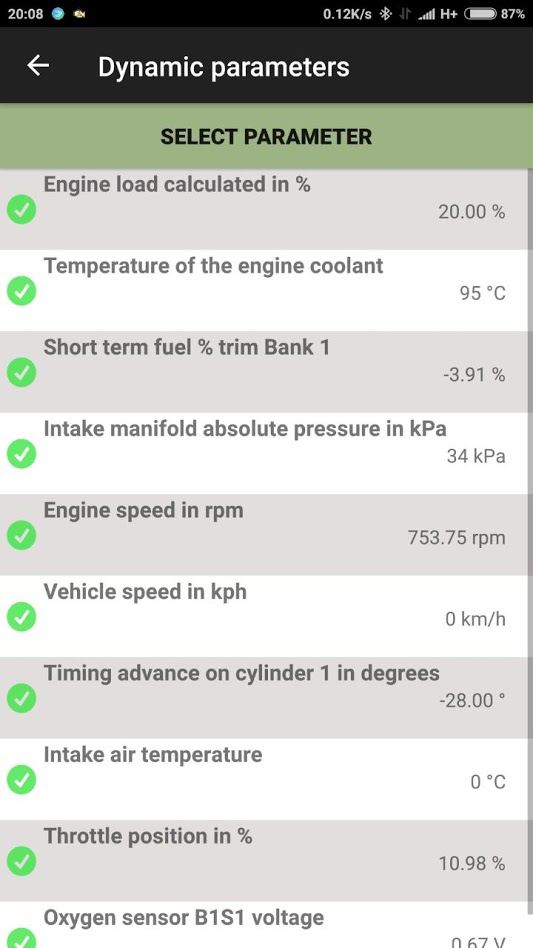 20:08 0.12K/s H+ 87%
Dynamic parameters
SELECT PARAMETER
Engine load calculated in %
20.00 %
Temperature of the engine coolant
95 °C
Short term fuel % trim Bank 1
-3.91 %
Intake manifold absolute pressure in kPa
34 kPa
Engine speed in rpm
753.75 rpm
Vehicle speed in kph
0 km/h
Timing advance on cylinder 1 in degrees
-28.00 °
Intake air temperature
0 °C
Throttle position in %
10.98 %
Oxygen sensor B1S1 voltage
0.67 V